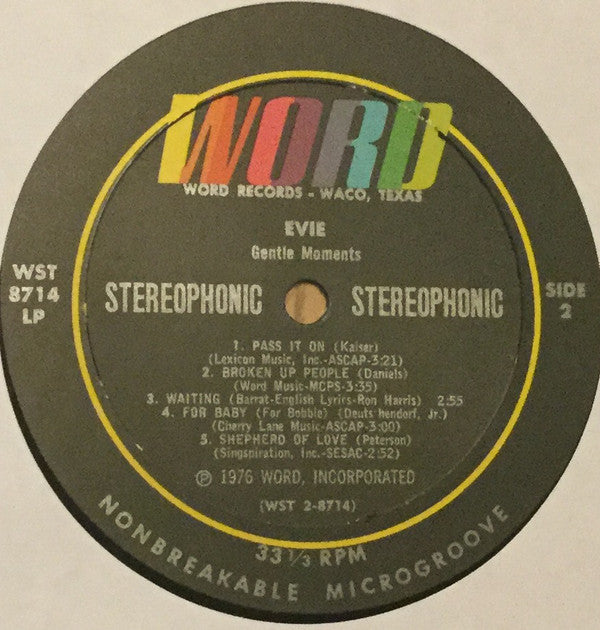 WORD
WORD RECORDS - WACO, TEXAS
EVIE
Gentle Moments
WST
8714
LP
STEREOPHONIC STEREOPHONIC
SIDE
2
1. PASS IT ON (Kaiser)
(Lexicon Music, Inc.-ASCAP-3:21)
2. BROKEN UP PEOPLE (Daniels)
(Word Music-MCPS-3:35)
3. WAITING (Barrat-English Lyrics-Ron Harris) 2:55
4. FOR BABY (For Bobbie) (Deutschendorf, Jr.)
(Cherry Lane Music-ASCAP-3:00)
5. SHEPHERD OF LOVE (Peterson)
(Singspiration, Inc.-SESAC-2:52)
Ⓟ 1976 WORD, INCORPORATED
(WST 2-8714)
33 1/3 RPM
NONBREAKABLE MICROGROOVE